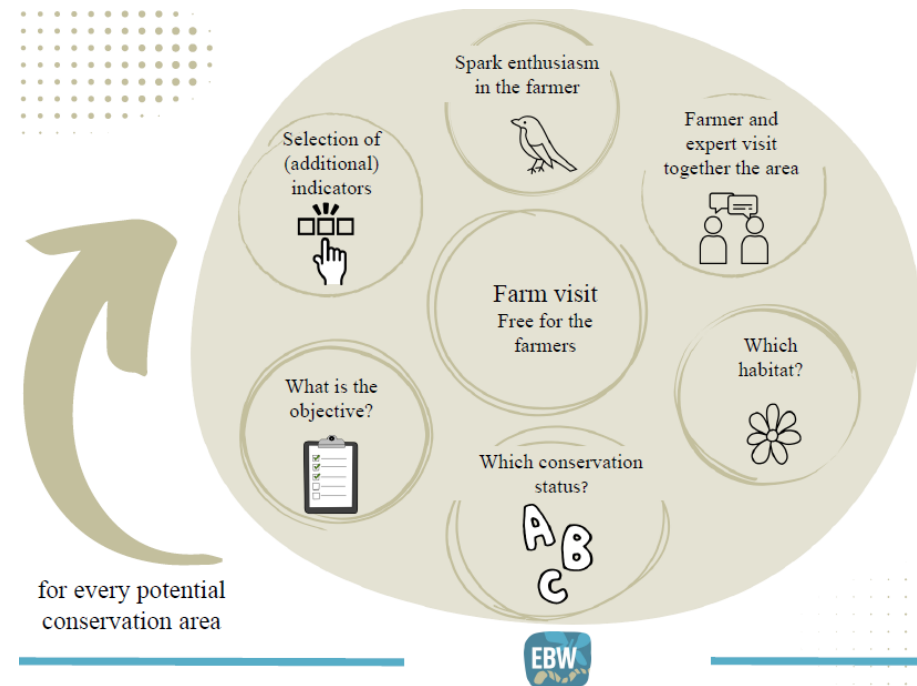 Spark enthusiasm
in the farmer
Farmer and
expert visit
together the area
Selection of
(additional)
indicators
Farm visit
Free for the
farmers
Which
habitat?
What is the
objective?
Which conservation
status?
A
B
C
for every potential
conservation area
EBW